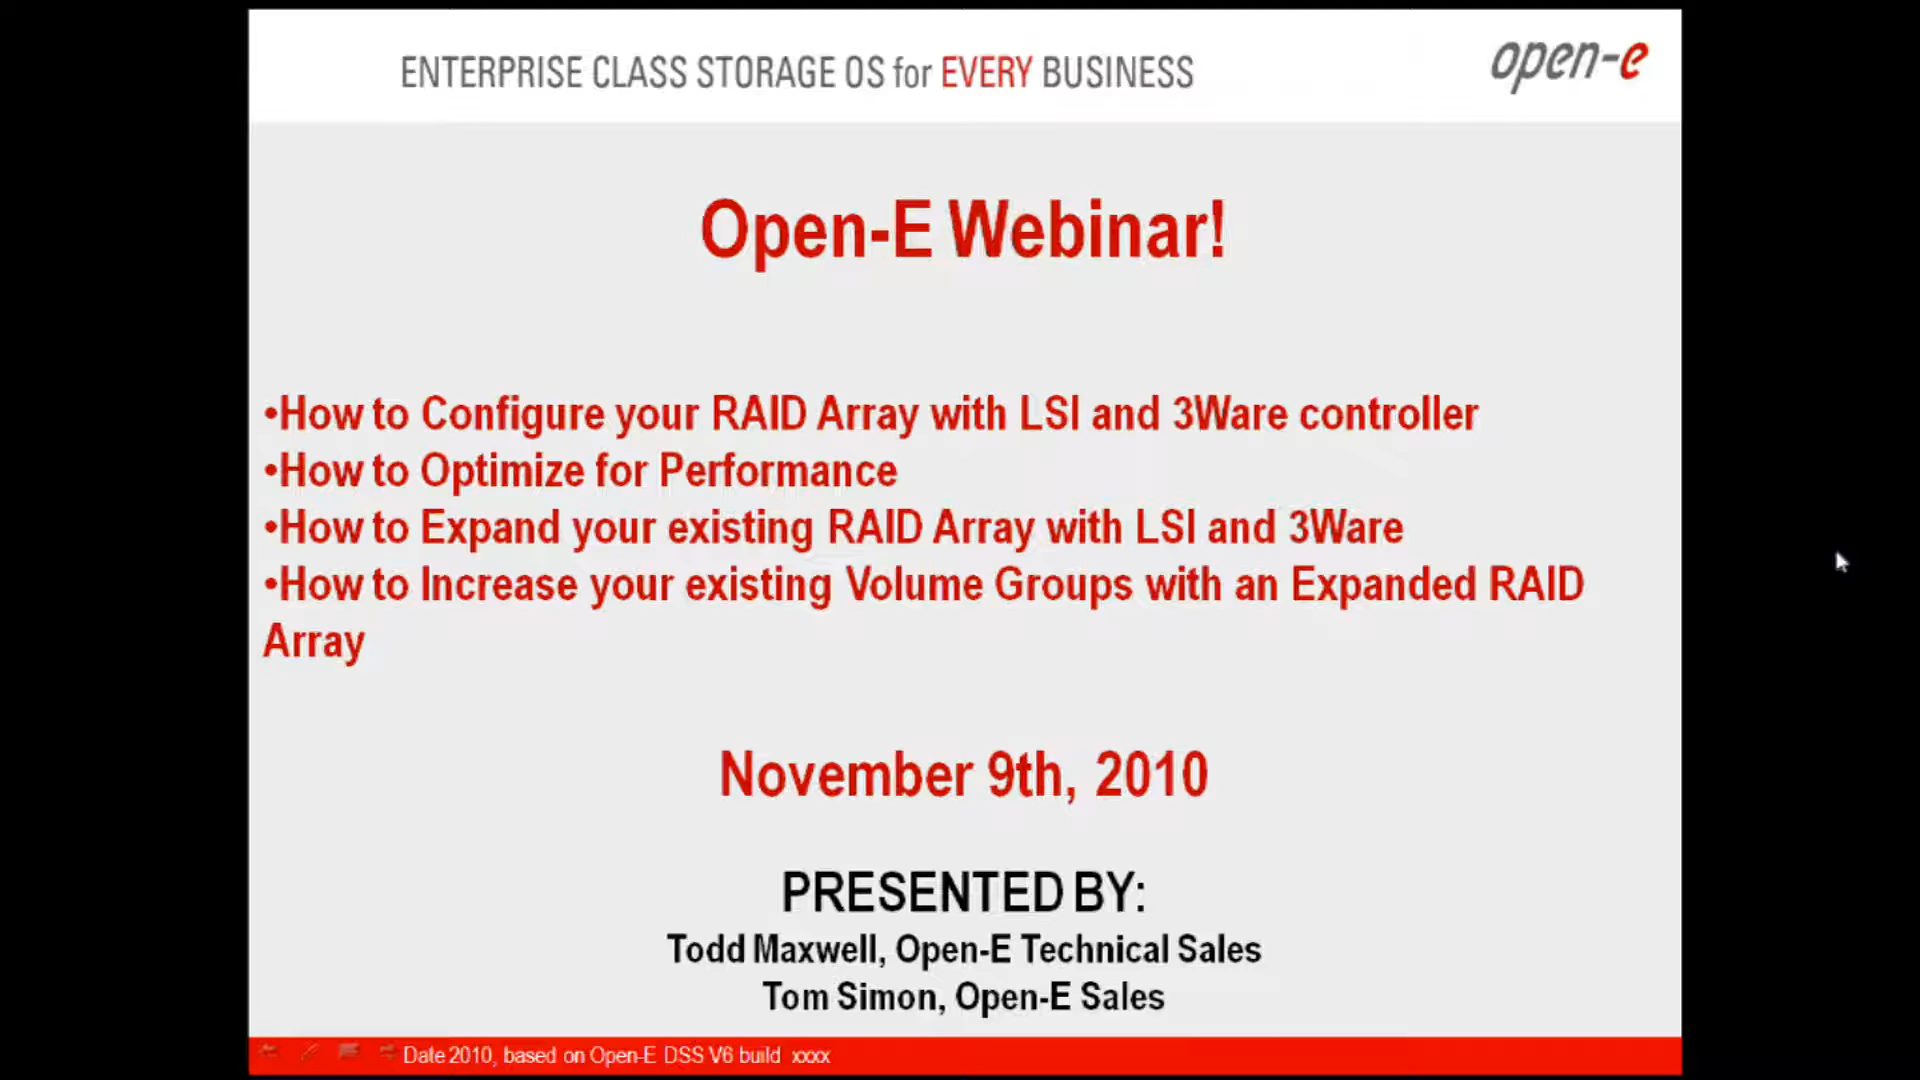 ENTERPRISE CLASS STORAGE OS for EVERY BUSINESS
open-e
Open-E Webinar!
•How to Configure your RAID Array with LSI and 3Ware controller
•How to Optimize for Performance
•How to Expand your existing RAID Array with LSI and 3Ware
•How to Increase your existing Volume Groups with an Expanded RAID
Array
November 9th, 2010
PRESENTED BY:
Todd Maxwell, Open-E Technical Sales
Tom Simon, Open-E Sales
Date 2010, based on Open-E DSS V6 build xxxx